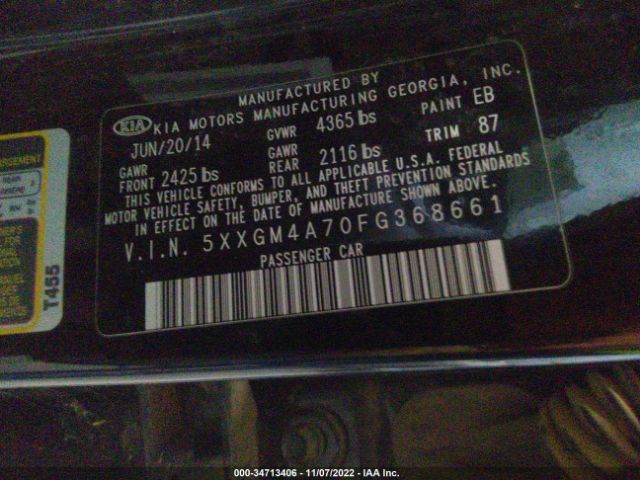 MANUFACTURED BY
KIA KIA MOTORS MANUFACTURING GEORGIA, INC.
JUN/20/14 GVWR 4365 lbs PAINT EB
GAWR FRONT 2425 lbs GAWR REAR 2116 lbs TRIM 87
THIS VEHICLE CONFORMS TO ALL APPLICABLE U.S.A. FEDERAL
MOTOR VEHICLE SAFETY, BUMPER, AND THEFT PREVENTION STANDARDS
IN EFFECT ON THE DATE OF MANUFACTURE SHOWN ABOVE.
V.I.N. 5XXGM4A70FG368661
PASSENGER CAR
T455
000-34713406 - 11/07/2022 - IAA Inc.